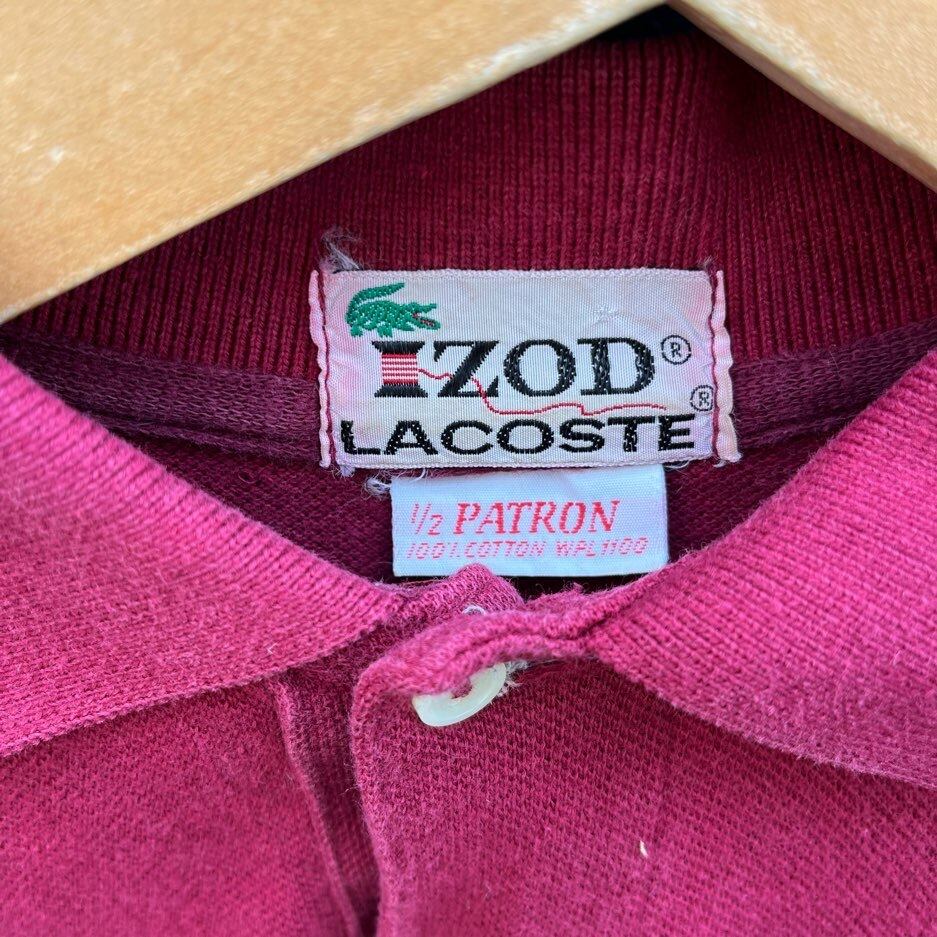 IZOD®
LACOSTE®
1/2 PATRON
100% COTTON WPL1100